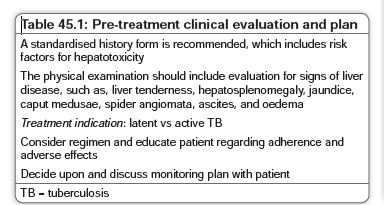 Table 45.1: Pre-treatment clinical evaluation and plan
A standardised history form is recommended, which includes risk
factors for hepatotoxicity
The physical examination should include evaluation for signs of liver
disease, such as, liver tenderness, hepatosplenomegaly, jaundice,
caput medusae, spider angiomata, ascites, and oedema
Treatment indication: latent vs active TB
Consider regimen and educate patient regarding adherence and
adverse effects
Decide upon and discuss monitoring plan with patient
TB – tuberculosis